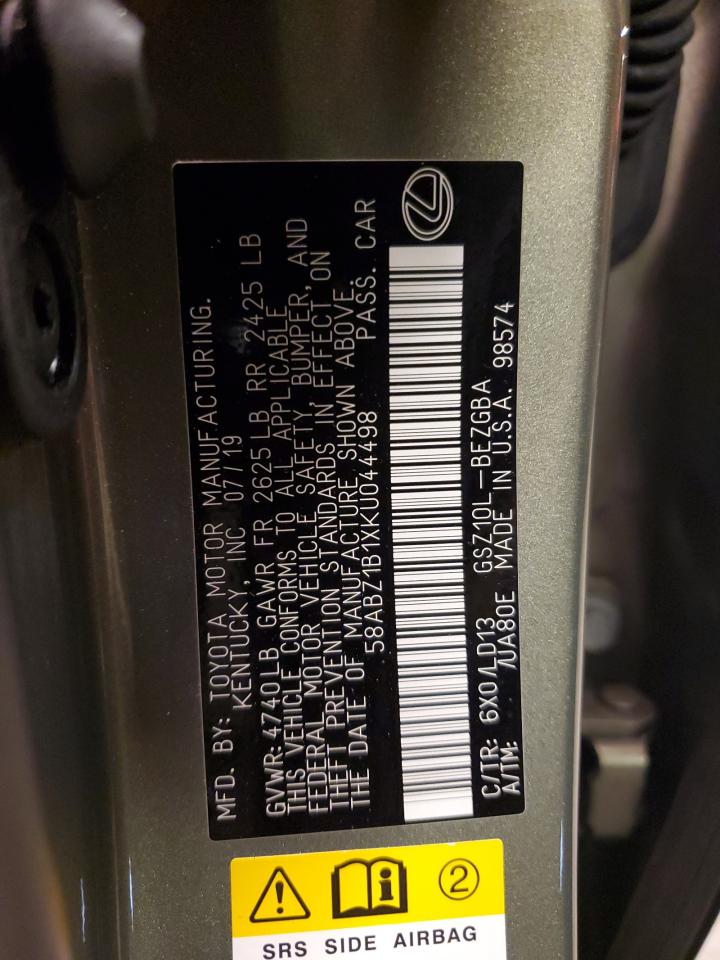 MFD. BY: TOYOTA MOTOR MANUFACTURING.
KENTUCKY, INC 07/19
GVWR: 4740LB GAWR FR 2625LB RR 2425 LB
THIS VEHICLE CONFORMS TO ALL APPLICABLE
FEDERAL MOTOR VEHICLE SAFETY, BUMPER, AND
THEFT PREVENTION STANDARDS IN EFFECT ON
THE DATE OF MANUFACTURE SHOWN ABOVE.
58ABZ1B1XKU044498 PASS. CAR
C/TR: 6X0/LD13 GSZ10L-BEZGBA
A/TM: /UA80E MADE IN U.S.A. 98574
2
SRS SIDE AIRBAG